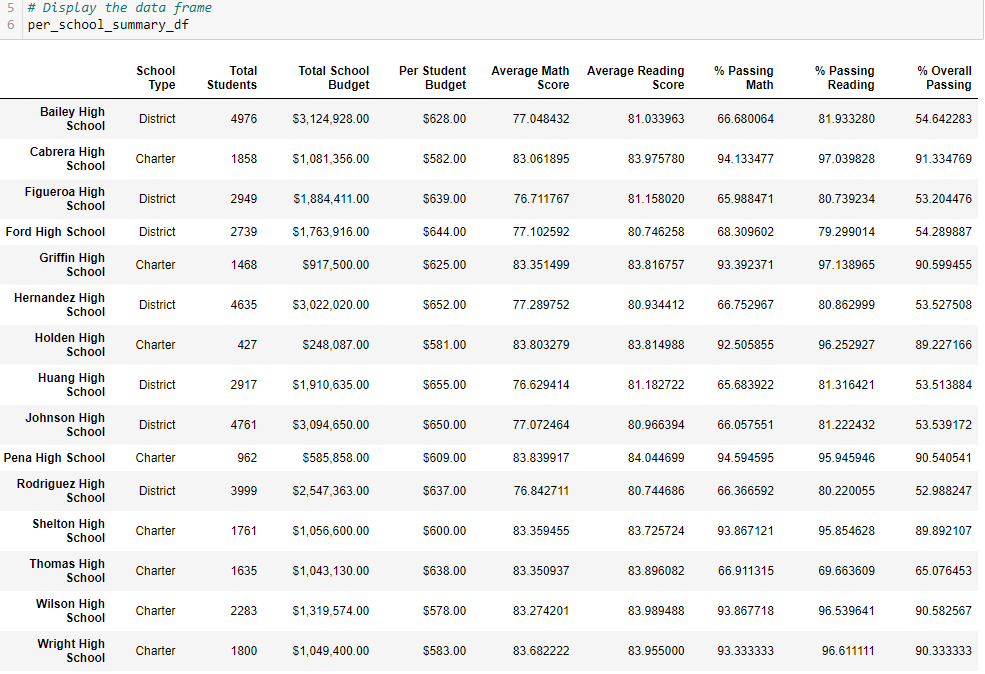 5 # Display the data frame
6 per_school_summary_df
School Type Total Students Total School Budget Per Student Budget Average Math Score Average Reading Score % Passing Math % Passing Reading % Overall Passing
Bailey High School District 4976 $3,124,928.00 $628.00 77.048432 81.033963 66.680064 81.933280 54.642283
Cabrera High School Charter 1858 $1,081,356.00 $582.00 83.061895 83.975780 94.133477 97.039828 91.334769
Figueroa High School District 2949 $1,884,411.00 $639.00 76.711767 81.158020 65.988471 80.739234 53.204476
Ford High School District 2739 $1,763,916.00 $644.00 77.102592 80.746258 68.309602 79.299014 54.289887
Griffin High School Charter 1468 $917,500.00 $625.00 83.351499 83.816757 93.392371 97.138965 90.599455
Hernandez High School District 4635 $3,022,020.00 $652.00 77.289752 80.934412 66.752967 80.862999 53.527508
Holden High School Charter 427 $248,087.00 $581.00 83.803279 83.814988 92.505855 96.252927 89.227166
Huang High School District 2917 $1,910,635.00 $655.00 76.629414 81.182722 65.683922 81.316421 53.513884
Johnson High School District 4761 $3,094,650.00 $650.00 77.072464 80.966394 66.057551 81.222432 53.539172
Pena High School Charter 962 $585,858.00 $609.00 83.839917 84.044699 94.594595 95.945946 90.540541
Rodriguez High School District 3999 $2,547,363.00 $637.00 76.842711 80.744686 66.366592 80.220055 52.988247
Shelton High School Charter 1761 $1,056,600.00 $600.00 83.359455 83.725724 93.867121 95.854628 89.892107
Thomas High School Charter 1635 $1,043,130.00 $638.00 83.350937 83.896082 66.911315 69.663609 65.076453
Wilson High School Charter 2283 $1,319,574.00 $578.00 83.274201 83.989488 93.867718 96.539641 90.582567
Wright High School Charter 1800 $1,049,400.00 $583.00 83.682222 83.955000 93.333333 96.611111 90.333333